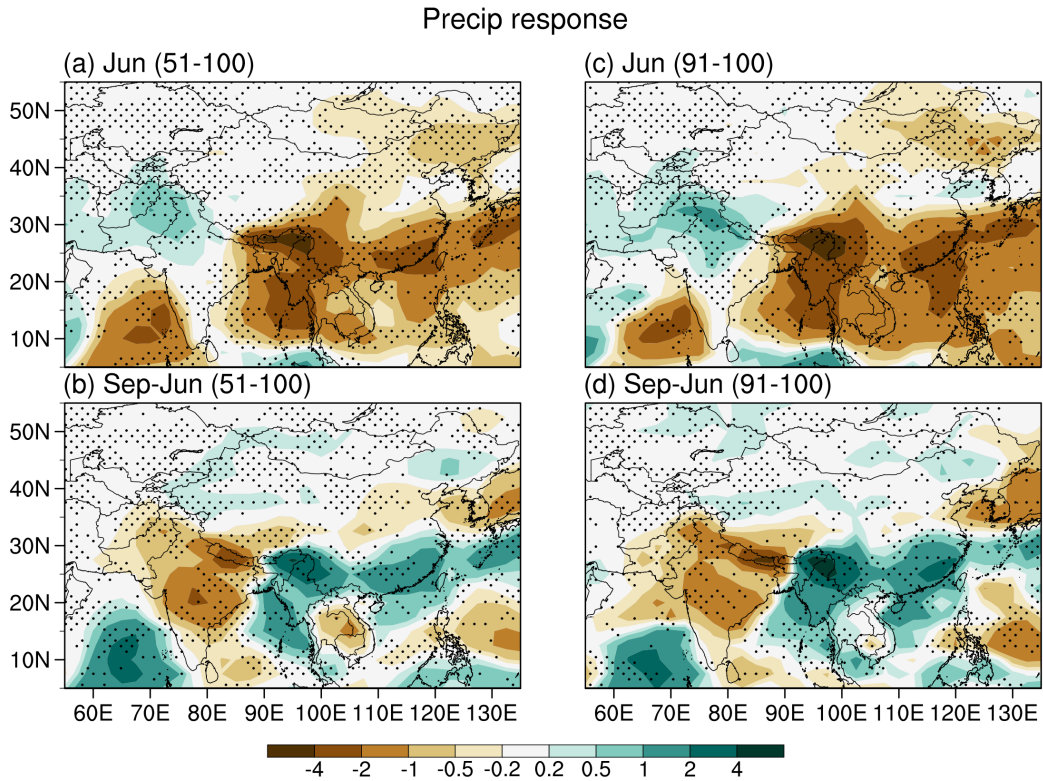 Precip response
(a) Jun (51-100)
(c) Jun (91-100)
50N
40N
30N
20N
10N
(b) Sep-Jun (51-100)
(d) Sep-Jun (91-100)
50N
40N
30N
20N
10N
60E 70E 80E 90E 100E 110E 120E 130E
60E 70E 80E 90E 100E 110E 120E 130E
-4 -2 -1 -0.5 -0.2 0.2 0.5 1 2 4